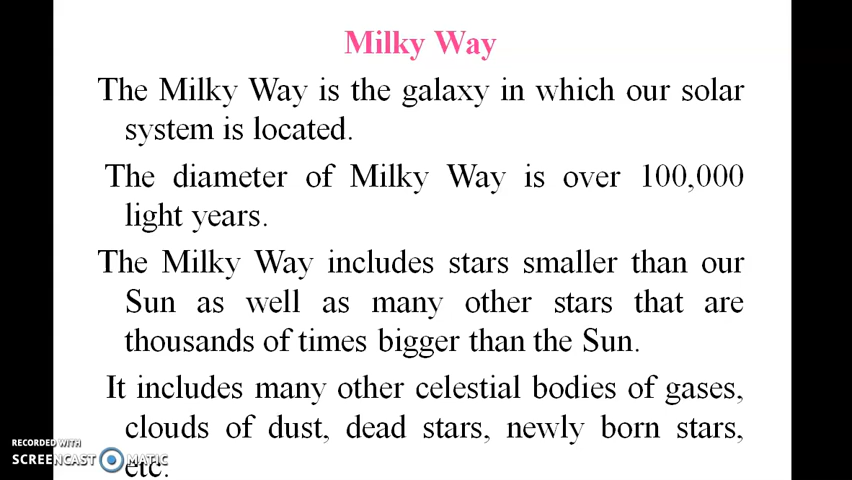 Milky Way
The Milky Way is the galaxy in which our solar
system is located.
The diameter of Milky Way is over 100,000
light years.
The Milky Way includes stars smaller than our
Sun as well as many other stars that are
thousands of times bigger than the Sun.
It includes many other celestial bodies of gases,
clouds of dust, dead stars, newly born stars,
etc.
RECORDED WITH
SCREENCAST MATIC